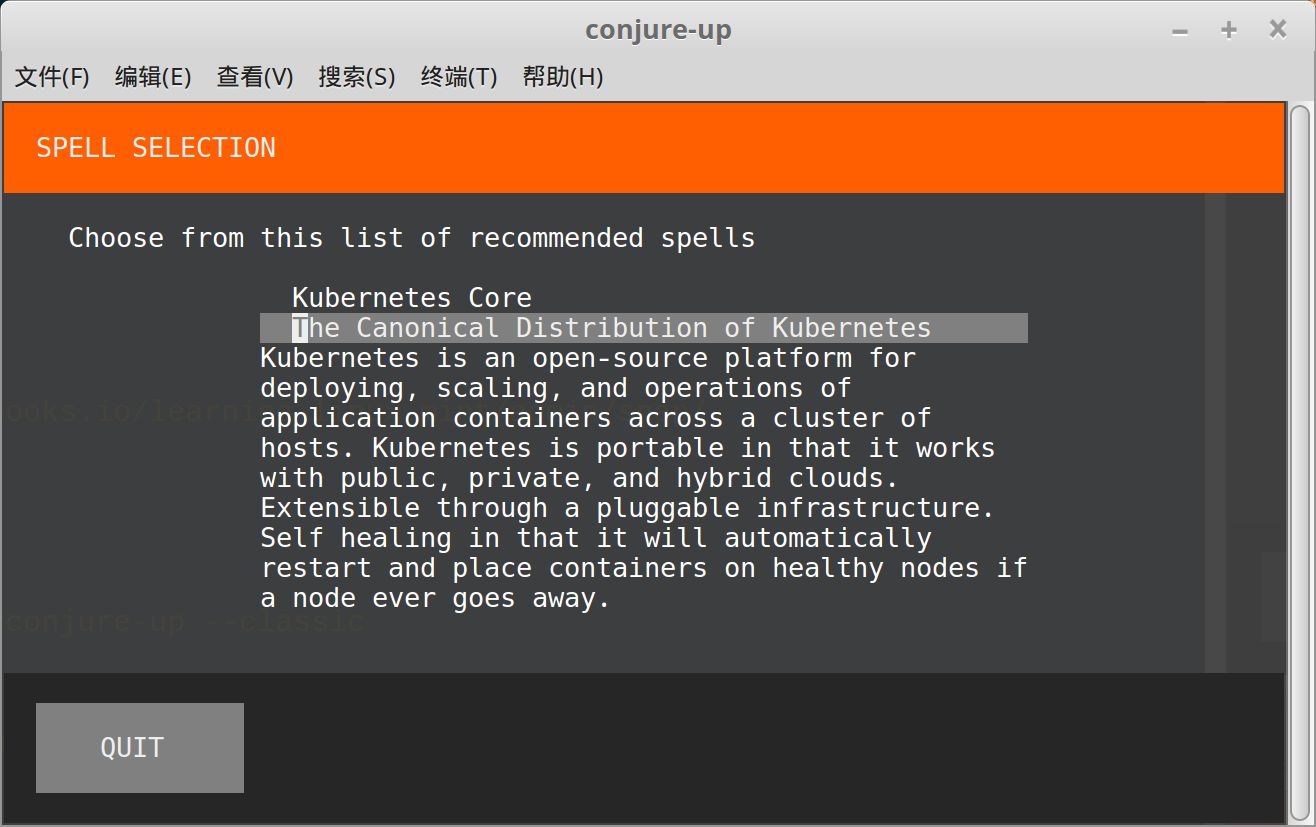 conjure-up
文件(F) 编辑(E) 查看(V) 搜索(S) 终端(T) 帮助(H)
SPELL SELECTION
Choose from this list of recommended spells
Kubernetes Core
The Canonical Distribution of Kubernetes
Kubernetes is an open-source platform for
deploying, scaling, and operations of
application containers across a cluster of
hosts. Kubernetes is portable in that it works
with public, private, and hybrid clouds.
Extensible through a pluggable infrastructure.
Self healing in that it will automatically
restart and place containers on healthy nodes if
a node ever goes away.
conjure-up --classic
QUIT